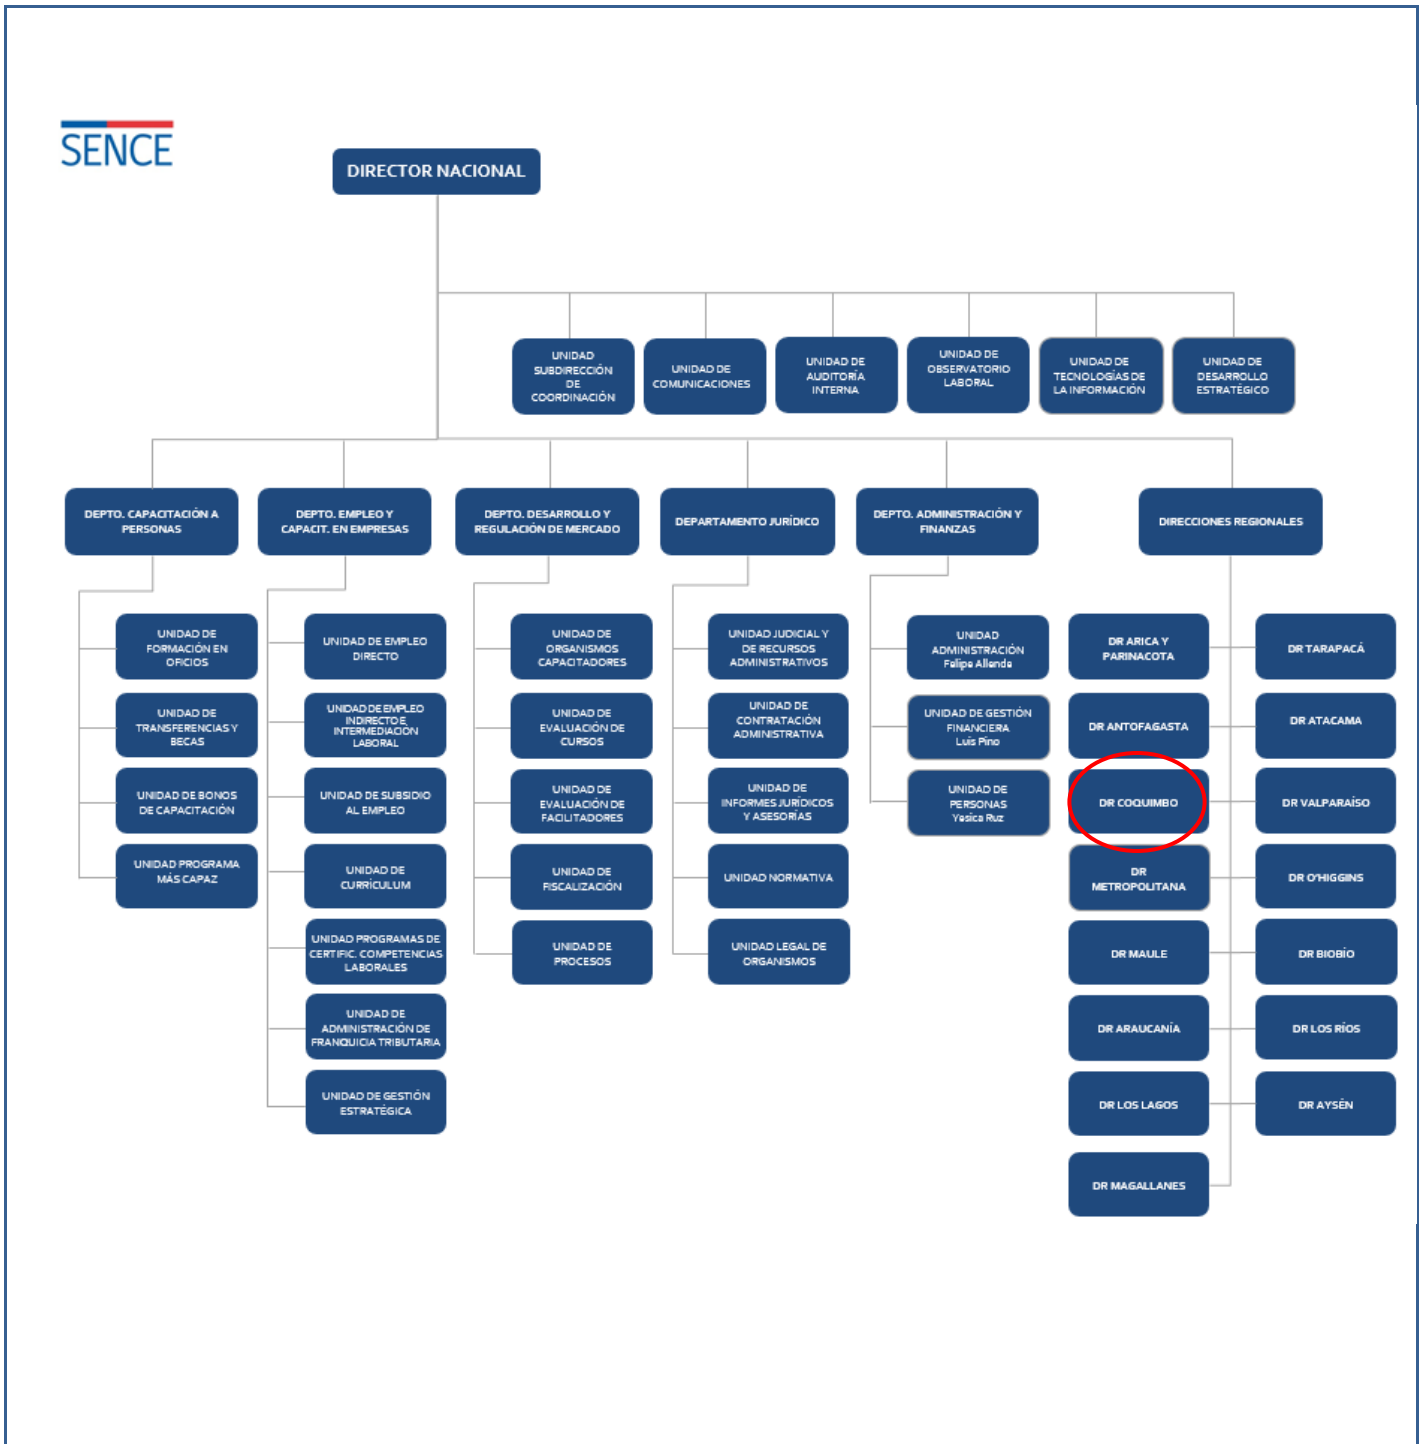 SENCE
DIRECTOR NACIONAL
UNIDAD
SUBDIRECCIÓN
DE
COORDINACIÓN
UNIDAD DE
COMUNICACIONES
UNIDAD DE
AUDITORÍA
INTERNA
UNIDAD DE
OBSERVATORIO
LABORAL
UNIDAD DE
TECNOLOGÍAS DE
LA INFORMACIÓN
UNIDAD DE
DESARROLLO
ESTRATÉGICO
DEPTO. CAPACITACIÓN A
PERSONAS
DEPTO. EMPLEO Y
CAPACIT. EN EMPRESAS
DEPTO. DESARROLLO Y
REGULACIÓN DE MERCADO
DEPARTAMENTO JURÍDICO
DEPTO. ADMINISTRACIÓN Y
FINANZAS
DIRECCIONES REGIONALES
UNIDAD DE
FORMACIÓN EN
OFICIOS
UNIDAD DE
TRANSFERENCIAS Y
BECAS
UNIDAD DE BONOS
DE CAPACITACIÓN
UNIDAD PROGRAMA
MÁS CAPAZ
UNIDAD DE EMPLEO
DIRECTO
UNIDAD DE EMPLEO
INDIRECTO E
INTERMEDIACIÓN
LABORAL
UNIDAD DE SUBSIDIO
AL EMPLEO
UNIDAD DE
CURRÍCULUM
UNIDAD PROGRAMAS DE
CERTIFIC. COMPETENCIAS
LABORALES
UNIDAD DE
ADMINISTRACIÓN DE
FRANQUICIA TRIBUTARIA
UNIDAD DE GESTIÓN
ESTRATÉGICA
UNIDAD DE
ORGANISMOS
CAPACITADORES
UNIDAD DE
EVALUACIÓN DE
CURSOS
UNIDAD DE
EVALUACIÓN DE
FACILITADORES
UNIDAD DE
FISCALIZACIÓN
UNIDAD DE
PROCESOS
UNIDAD JUDICIAL Y
DE RECURSOS
ADMINISTRATIVOS
UNIDAD DE
CONTRATACIÓN
ADMINISTRATIVA
UNIDAD DE
INFORMES JURÍDICOS
Y ASESORÍAS
UNIDAD NORMATIVA
UNIDAD LEGAL DE
ORGANISMOS
UNIDAD
ADMINISTRACIÓN
Felipe Allende
UNIDAD DE GESTIÓN
FINANCIERA
Luis Pino
UNIDAD DE
PERSONAS
Yesica Ruz
DR ARICA Y
PARINACOTA
DR TARAPACÁ
DR ANTOFAGASTA
DR ATACAMA
DR COQUIMBO
DR VALPARAÍSO
DR
METROPOLITANA
DR O'HIGGINS
DR MAULE
DR BIOBÍO
DR ARAUCANÍA
DR LOS RÍOS
DR LOS LAGOS
DR AYSÉN
DR MAGALLANES